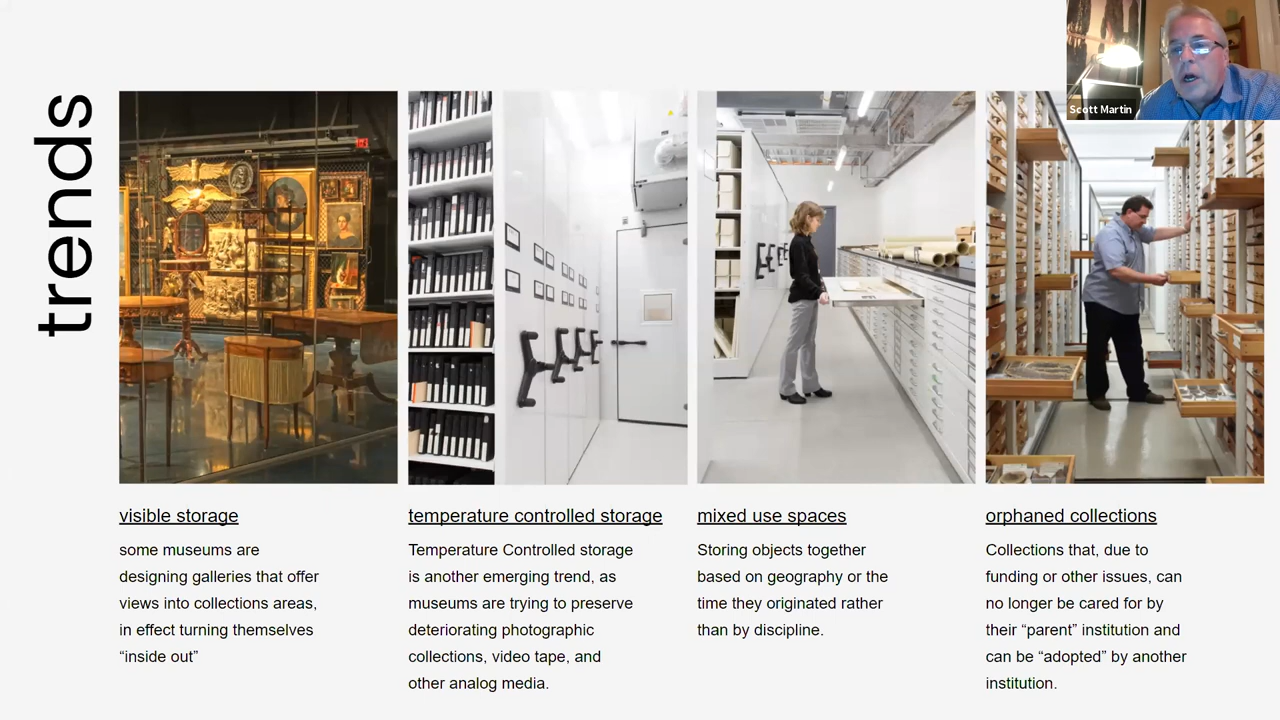 trends
Scott Martin
visible storage
some museums are
designing galleries that offer
views into collections areas,
in effect turning themselves
“inside out”
temperature controlled storage
Temperature Controlled storage
is another emerging trend, as
museums are trying to preserve
deteriorating photographic
collections, video tape, and
other analog media.
mixed use spaces
Storing objects together
based on geography or the
time they originated rather
than by discipline.
orphaned collections
Collections that, due to
funding or other issues, can
no longer be cared for by
their “parent” institution and
can be “adopted” by another
institution.